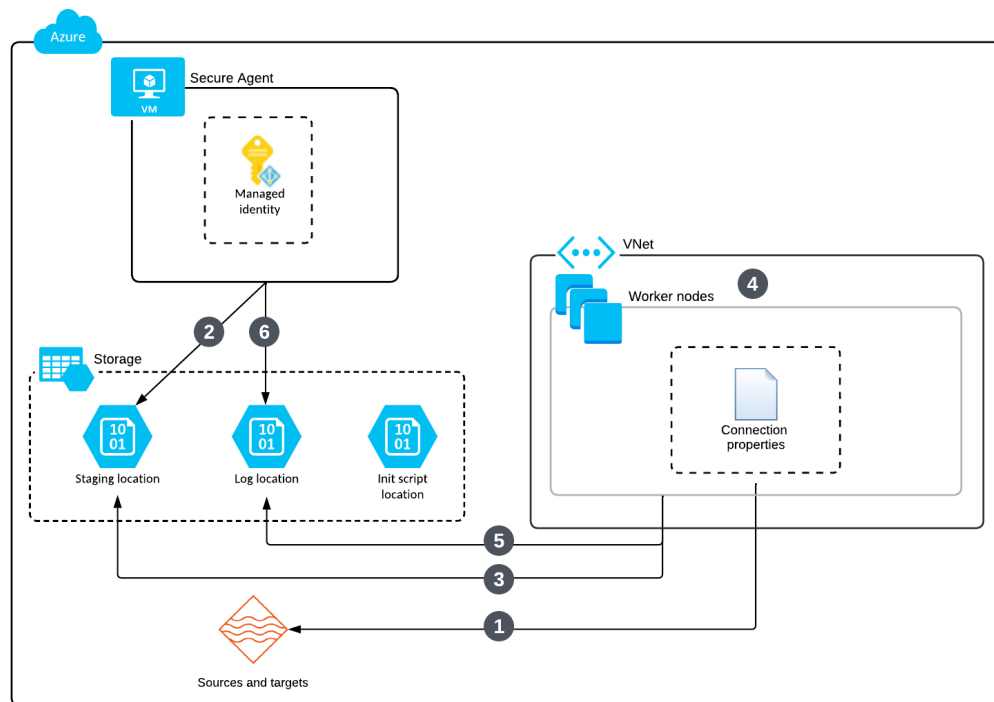 Azure
Secure Agent
VM
Managed
identity
VNet
4
Worker nodes
2
6
Storage
10
01
10
01
10
01
Connection
properties
Staging location
Log location
Init script
location
5
3
1
Sources and targets